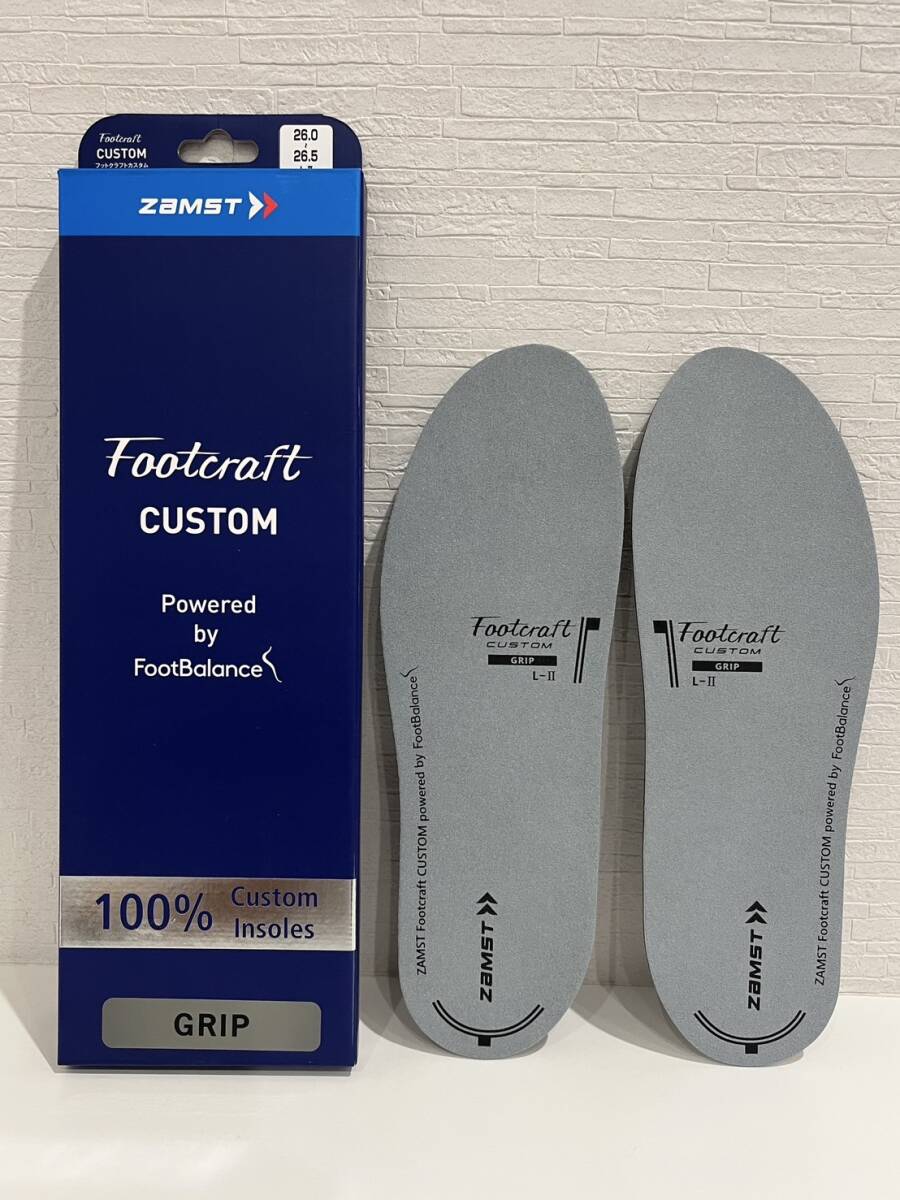 Footcraft
CUSTOM
フットクラフトカスタム
26.0
~
26.5
ZAMST
Footcraft
CUSTOM
Powered
by
FootBalance
100% Custom
Insoles
GRIP
Footcraft
CUSTOM
GRIP
L-II
ZAMST Footcraft CUSTOM powered by FootBalance
ZAMST
Footcraft
CUSTOM
GRIP
L-II
ZAMST Footcraft CUSTOM powered by FootBalance
ZAMST